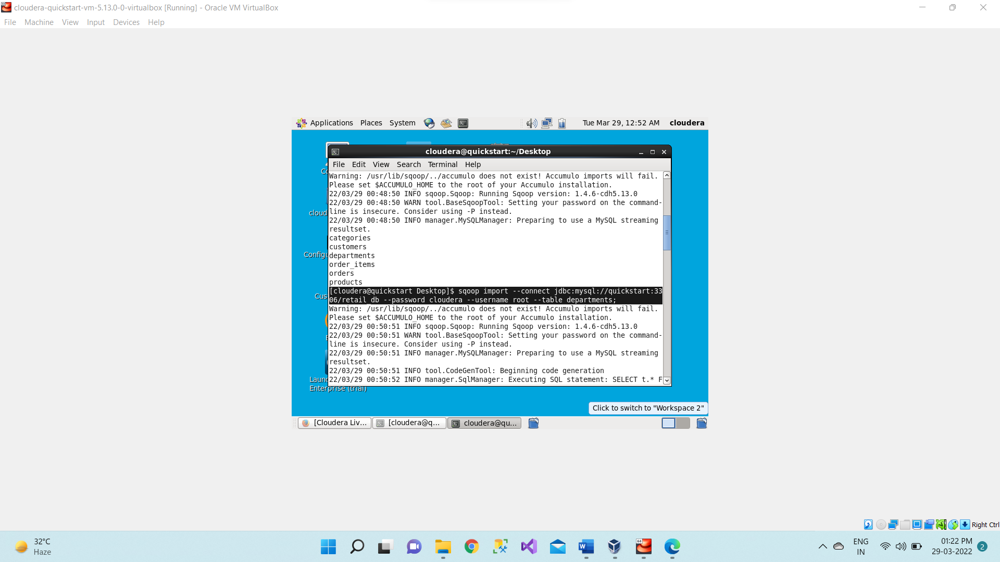 cloudera-quickstart-vm-5.13.0-0-virtualbox [Running] - Oracle VM VirtualBox
File Machine View Input Devices Help
Applications Places System Tue Mar 29, 12:52 AM cloudera
cloudera@quickstart:~/Desktop
File Edit View Search Terminal Help
Warning: /usr/lib/sqoop/../accumulo does not exist! Accumulo imports will fail.
Please set $ACCUMULO_HOME to the root of your Accumulo installation.
22/03/29 00:48:50 INFO sqoop.Sqoop: Running Sqoop version: 1.4.6-cdh5.13.0
22/03/29 00:48:50 WARN tool.BaseSqoopTool: Setting your password on the command-
line is insecure. Consider using -P instead.
22/03/29 00:48:50 INFO manager.MySQLManager: Preparing to use a MySQL streaming
resultset.
categories
customers
departments
order_items
orders
products
[cloudera@quickstart Desktop]$ sqoop import --connect jdbc:mysql://quickstart:33
06/retail_db --password cloudera --username root --table departments;
Warning: /usr/lib/sqoop/../accumulo does not exist! Accumulo imports will fail.
Please set $ACCUMULO_HOME to the root of your Accumulo installation.
22/03/29 00:50:51 INFO sqoop.Sqoop: Running Sqoop version: 1.4.6-cdh5.13.0
22/03/29 00:50:51 WARN tool.BaseSqoopTool: Setting your password on the command-
line is insecure. Consider using -P instead.
22/03/29 00:50:51 INFO manager.MySQLManager: Preparing to use a MySQL streaming
resultset.
22/03/29 00:50:51 INFO tool.CodeGenTool: Beginning code generation
22/03/29 00:50:52 INFO manager.SqlManager: Executing SQL statement: SELECT t.* F
cloud
Configu
Cus
Laun
Enterprise (trial)
Click to switch to "Workspace 2"
[Cloudera Liv... [cloudera@q... cloudera@qu...
Right Ctrl
32°C
Haze
64
ENG
IN
01:22 PM
29-03-2022
2